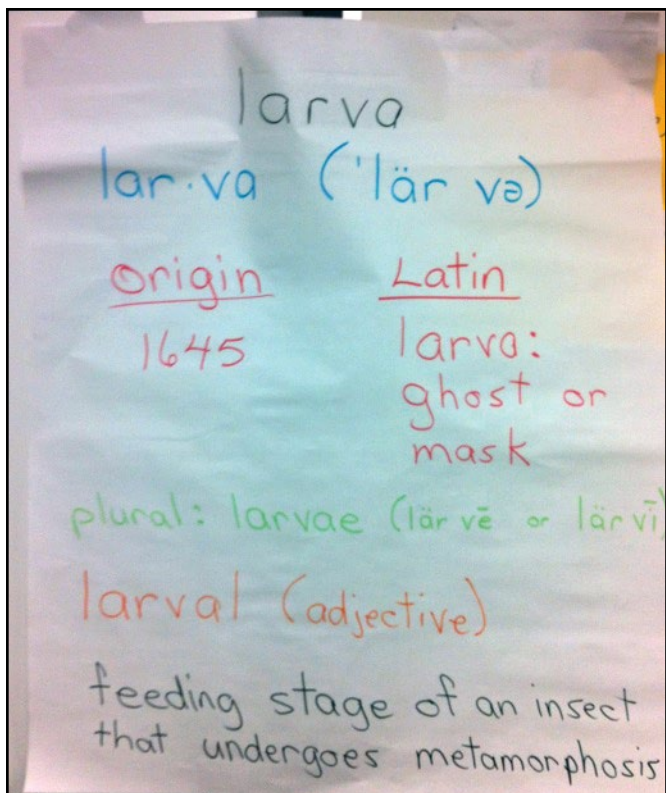 larva
lar·va ('lär və)
Origin Latin
1645 larva:
ghost or
mask
plural: larvae (lär vē or lär vī)
larval (adjective)
feeding stage of an insect
that undergoes metamorphosis